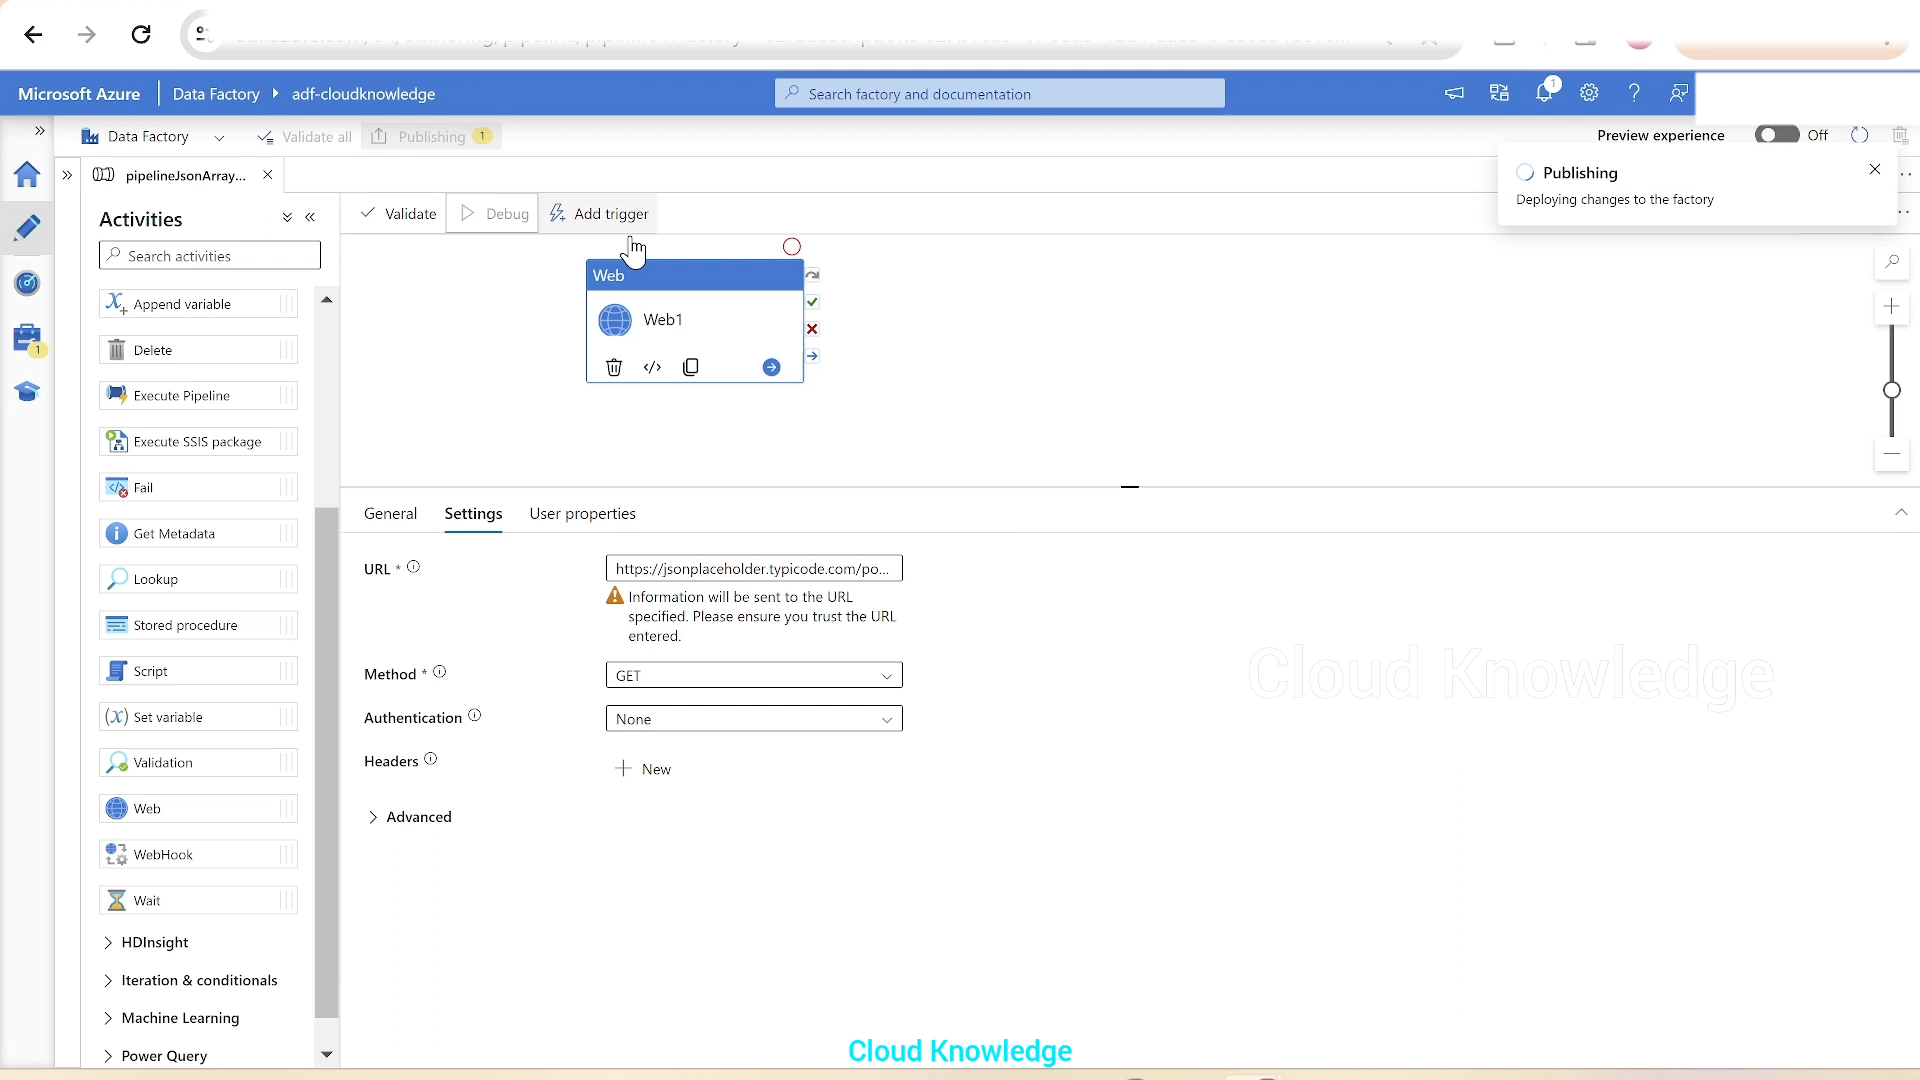 Microsoft Azure
Data Factory
adf-cloudknowledge
Search factory and documentation
1
Data Factory
Validate all
Publishing
1
Preview experience
Off
pipelineJsonArray...
Publishing
Deploying changes to the factory
Activities
Validate
Debug
Add trigger
Search activities
Append variable
Delete
Execute Pipeline
Execute SSIS package
Fail
Get Metadata
Lookup
Stored procedure
Script
Set variable
Validation
Web
WebHook
Wait
HDInsight
Iteration & conditionals
Machine Learning
Power Query
1
Web
Web1
General
Settings
User properties
URL *
https://jsonplaceholder.typicode.com/po...
Information will be sent to the URL
specified. Please ensure you trust the URL
entered.
Method *
GET
Authentication
None
Headers
New
Advanced
Cloud Knowledge
Cloud Knowledge